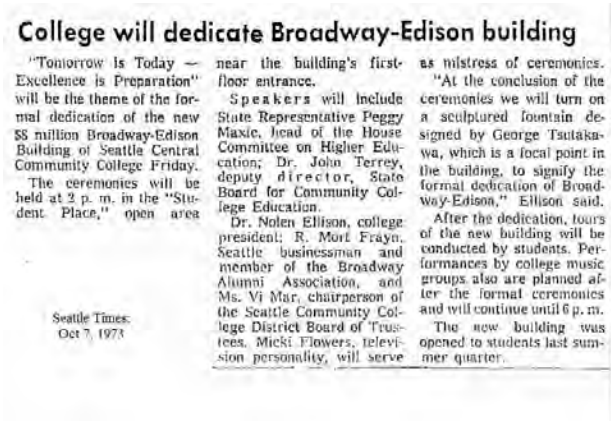 College will dedicate Broadway-Edison building
"Tomorrow Is Today —
Excellence is Preparation"
will be the theme of the for-
mal dedication of the new
$8 million Broadway-Edison
Building of Seattle Central
Community College Friday.
The ceremonies will be
held at 2 p. m. in the "Stu-
dent Place," open area
near the building's first-
floor entrance.
Speakers will include
State Representative Peggy
Maxie, head of the House
Committee on Higher Edu-
cation; Dr. John Terrey,
deputy director, State
Board for Community Col-
lege Education.
Dr. Nolen Ellison, college
president; R. Mort Frayn,
Seattle businessman and
member of the Broadway
Alumni Association, and
Ms. Vi Mar, chairperson of
the Seattle Community Col-
lege District Board of Trus-
tees. Micki Flowers, televi-
sion personality, will serve
as mistress of ceremonies.
"At the conclusion of the
ceremonies we will turn on
a sculptured fountain de-
signed by George Tsutaka-
wa, which is a focal point in
the building, to signify the
formal dedication of Broad-
way-Edison," Ellison said.
After the dedication, tours
of the new building will be
conducted by students. Per-
formances by college music
groups also are planned af-
ter the formal ceremonies
and will continue until 6 p. m.
The new building was
opened to students last sum-
mer quarter.
Seattle Times:
Oct 7, 1973